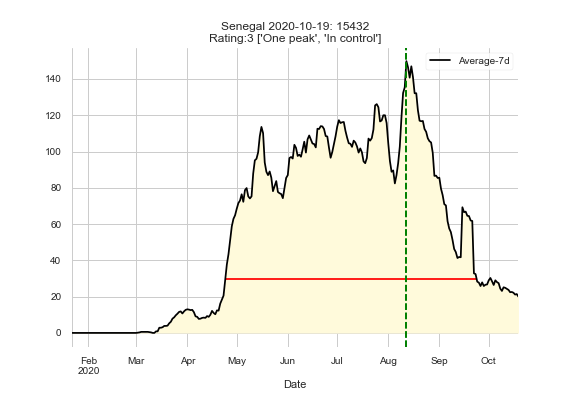 Senegal 2020-10-19: 15432
Rating:3 ['One peak', 'In control']
Average-7d
140
120
100
80
60
40
20
0
Feb Mar Apr May Jun Jul Aug Sep Oct
2020
Date